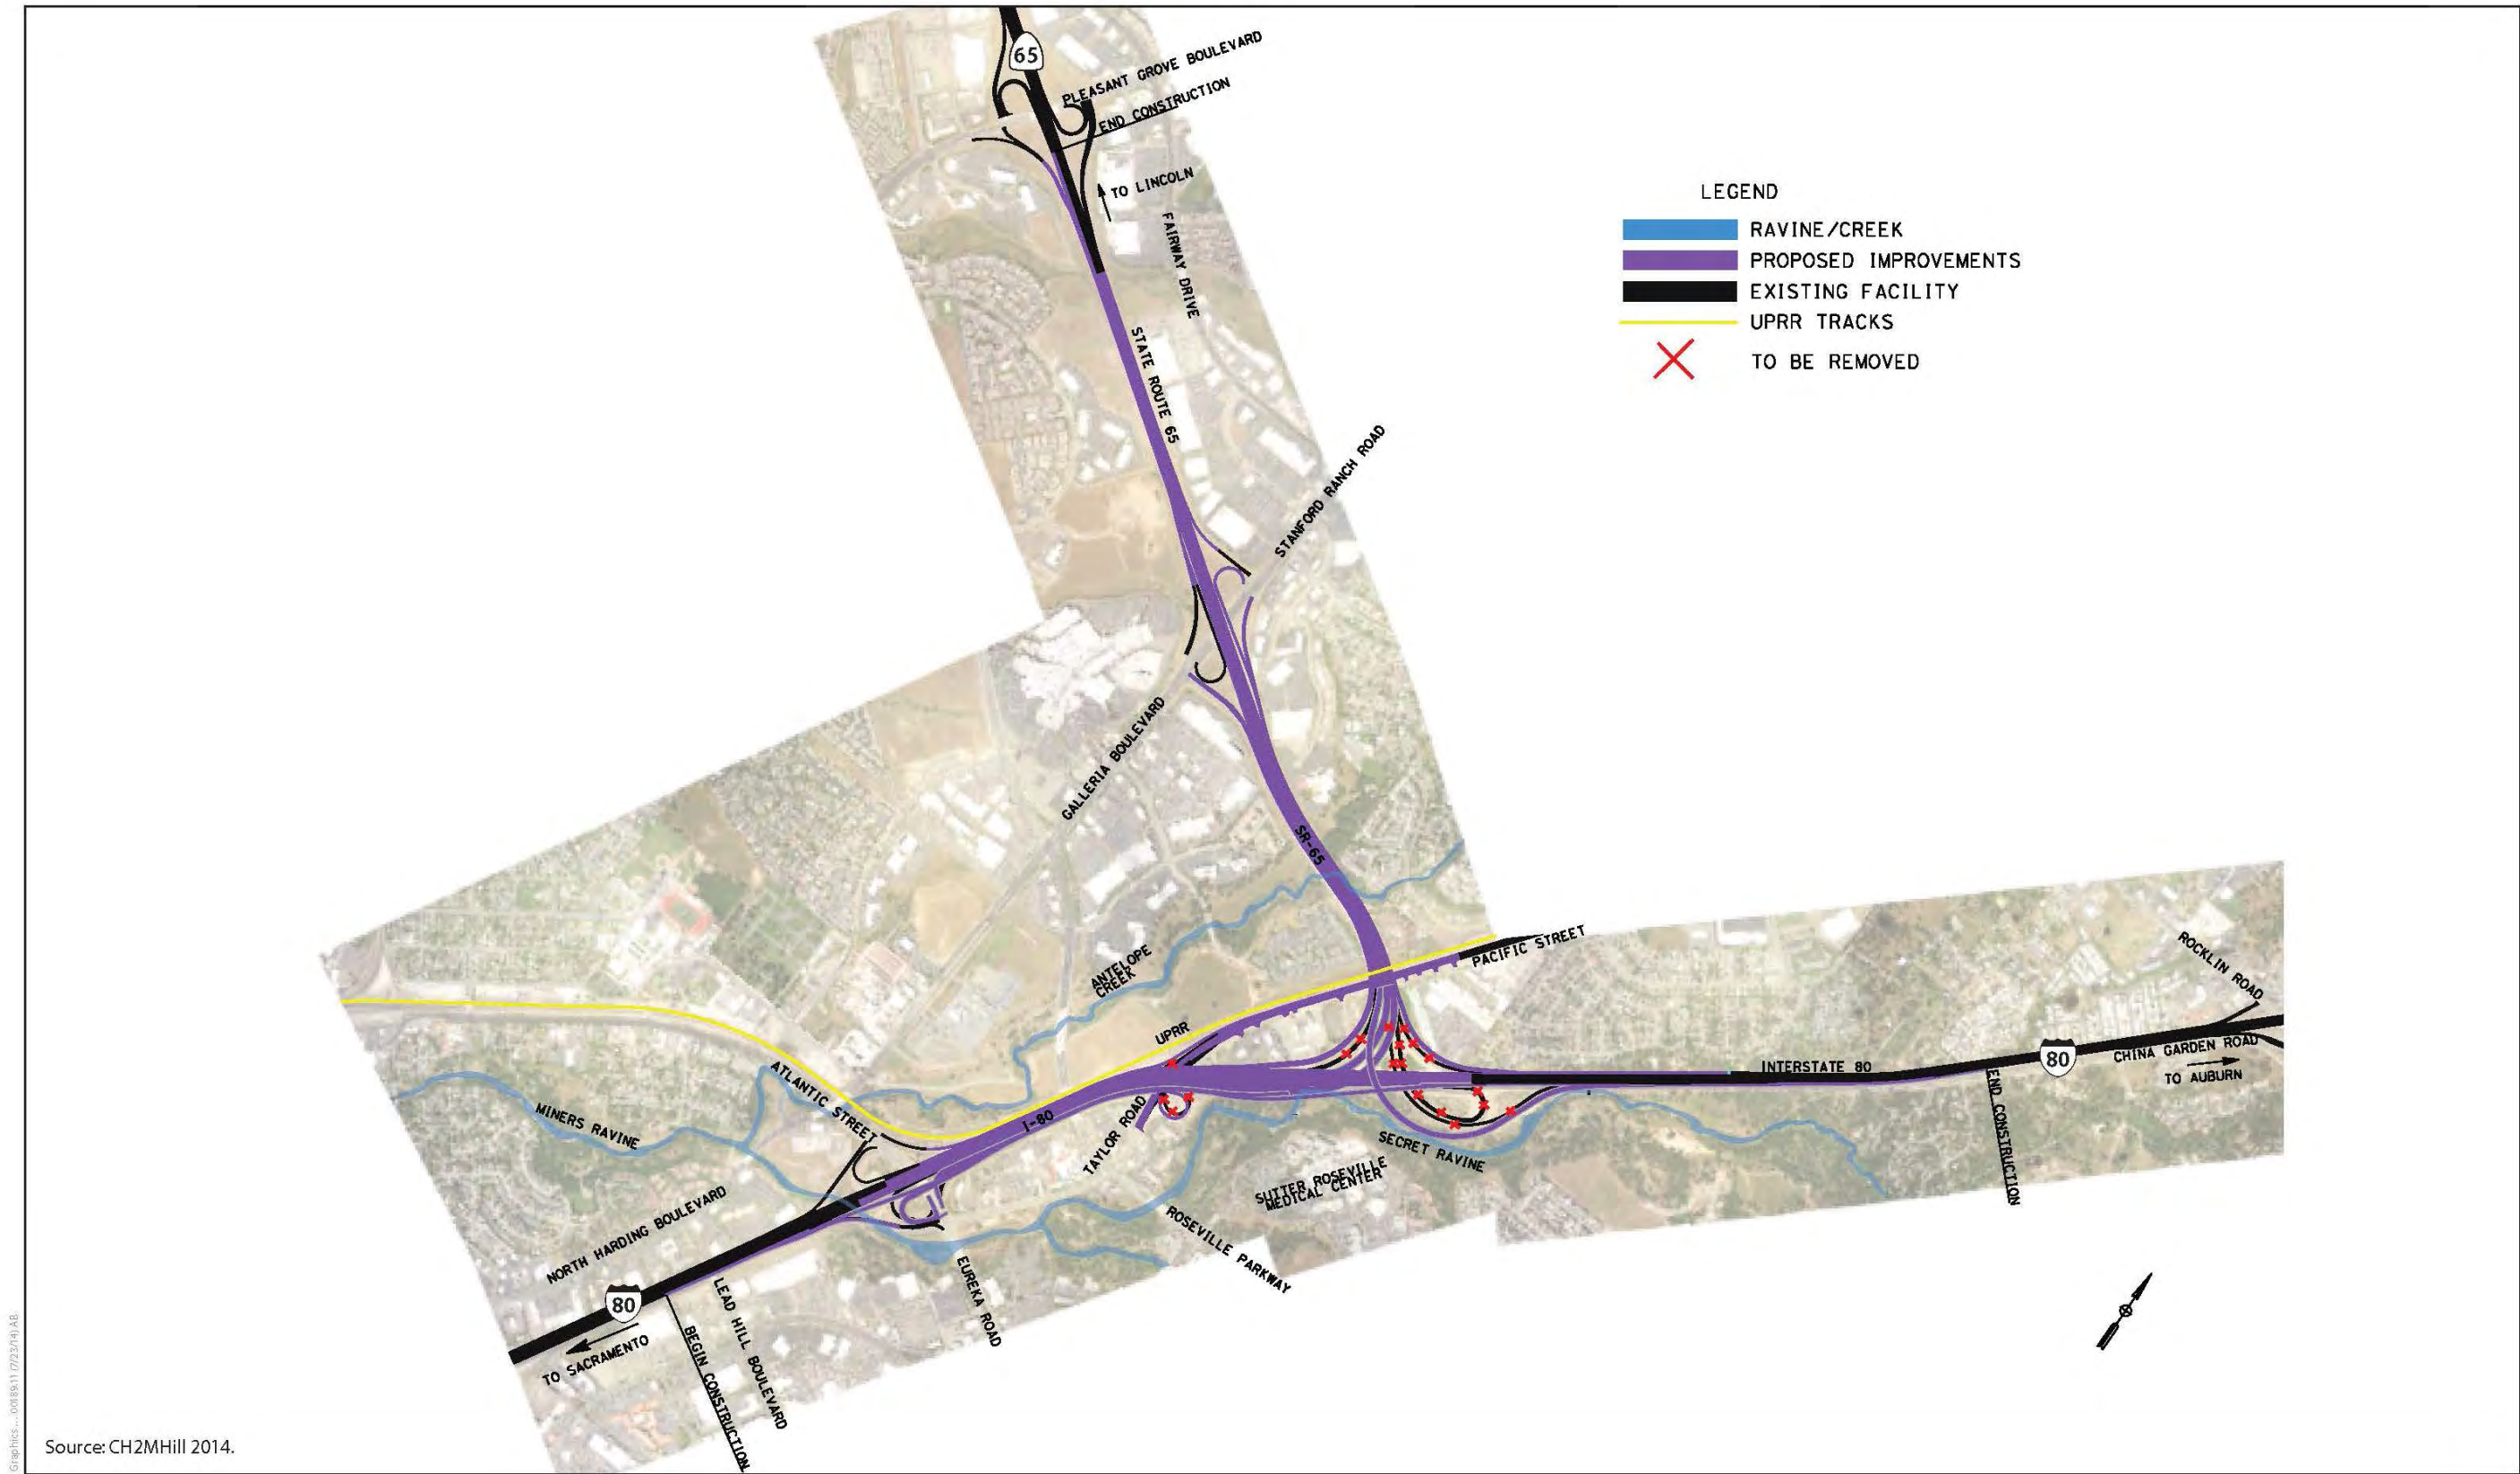 65
PLEASANT GROVE BOULEVARD
END CONSTRUCTION
TO LINCOLN
FAIRWAY DRIVE
LEGEND
RAVINE/CREEK
PROPOSED IMPROVEMENTS
EXISTING FACILITY
UPRR TRACKS
TO BE REMOVED
STATE ROUTE 65
STANFORD RANCH ROAD
GALLERIA BOULEVARD
SR-65
PACIFIC STREET
ANTELOPE
CREEK
UPRR
ROCKLIN ROAD
INTERSTATE 80
80
CHINA GARDEN ROAD
TO AUBURN
END CONSTRUCTION
ATLANTIC STREET
MINERS RAVINE
I-80
TAYLOR ROAD
SECRET RAVINE
SUTTER ROSEVILLE
MEDICAL CENTER
NORTH HARDING BOULEVARD
ROSEVILLE PARKWAY
EUREKA ROAD
80
LEAD HILL BOULEVARD
TO SACRAMENTO
BEGIN CONSTRUCTION
Source: CH2MHill 2014.